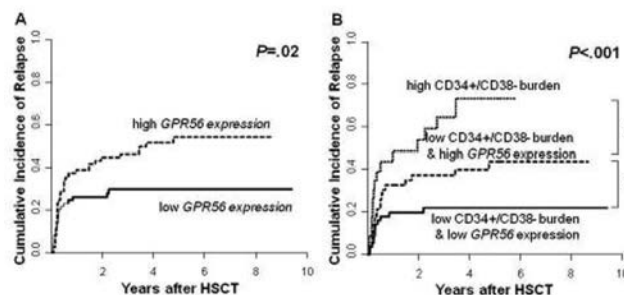 A
P=.02
Cumulative Incidence of Relapse
1.0
0.8
0.6
0.4
0.2
0.0
high GPR56 expression
low GPR56 expression
2
4
6
8
10
Years after HSCT
B
P<.001
Cumulative Incidence of Relapse
1.0
0.8
0.6
0.4
0.2
0.0
high CD34+/CD38- burden
low CD34+/CD38- burden
& high GPR56 expression
low CD34+/CD38- burden
& low GPR56 expression
0
2
4
6
8
10
Years after HSCT